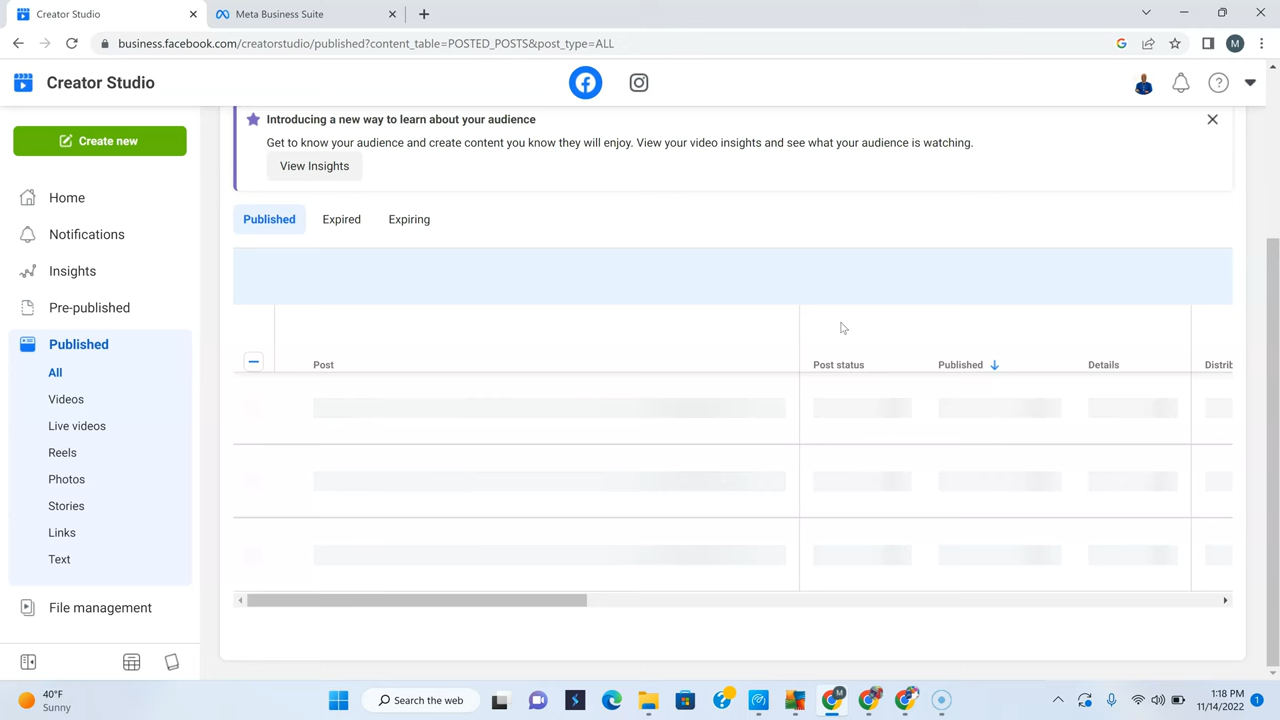 Creator Studio
Meta Business Suite
business.facebook.com/creatorstudio/published?content_table=POSTED_POSTS&post_type=ALL
M
Creator Studio
Create new
Home
Notifications
Insights
Pre-published
Published
All
Videos
Live videos
Reels
Photos
Stories
Links
Text
File management
Introducing a new way to learn about your audience
Get to know your audience and create content you know they will enjoy. View your video insights and see what your audience is watching.
View Insights
Published Expired Expiring
Post Post status Published Details Distrib
40°F
Sunny
Search the web
1:18 PM
11/14/2022
1